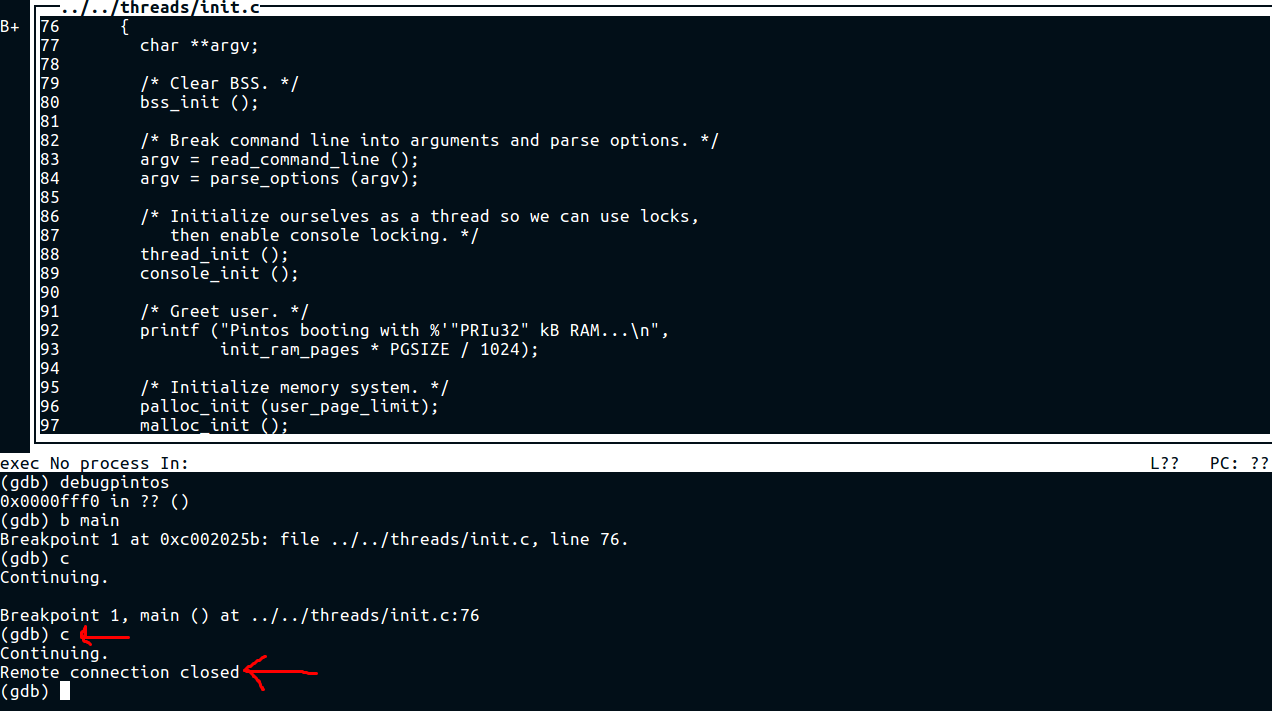 ../../threads/init.c
B+ 76 {
77 char **argv;
78
79 /* Clear BSS. */
80 bss_init ();
81
82 /* Break command line into arguments and parse options. */
83 argv = read_command_line ();
84 argv = parse_options (argv);
85
86 /* Initialize ourselves as a thread so we can use locks,
87 then enable console locking. */
88 thread_init ();
89 console_init ();
90
91 /* Greet user. */
92 printf ("Pintos booting with %'"PRIu32" kB RAM...\n",
93 init_ram_pages * PGSIZE / 1024);
94
95 /* Initialize memory system. */
96 palloc_init (user_page_limit);
97 malloc_init ();
exec No process In: L?? PC: ??
(gdb) debugpintos
0x0000fff0 in ?? ()
(gdb) b main
Breakpoint 1 at 0xc002025b: file ../../threads/init.c, line 76.
(gdb) c
Continuing.
Breakpoint 1, main () at ../../threads/init.c:76
(gdb) c
Continuing.
Remote connection closed
(gdb)